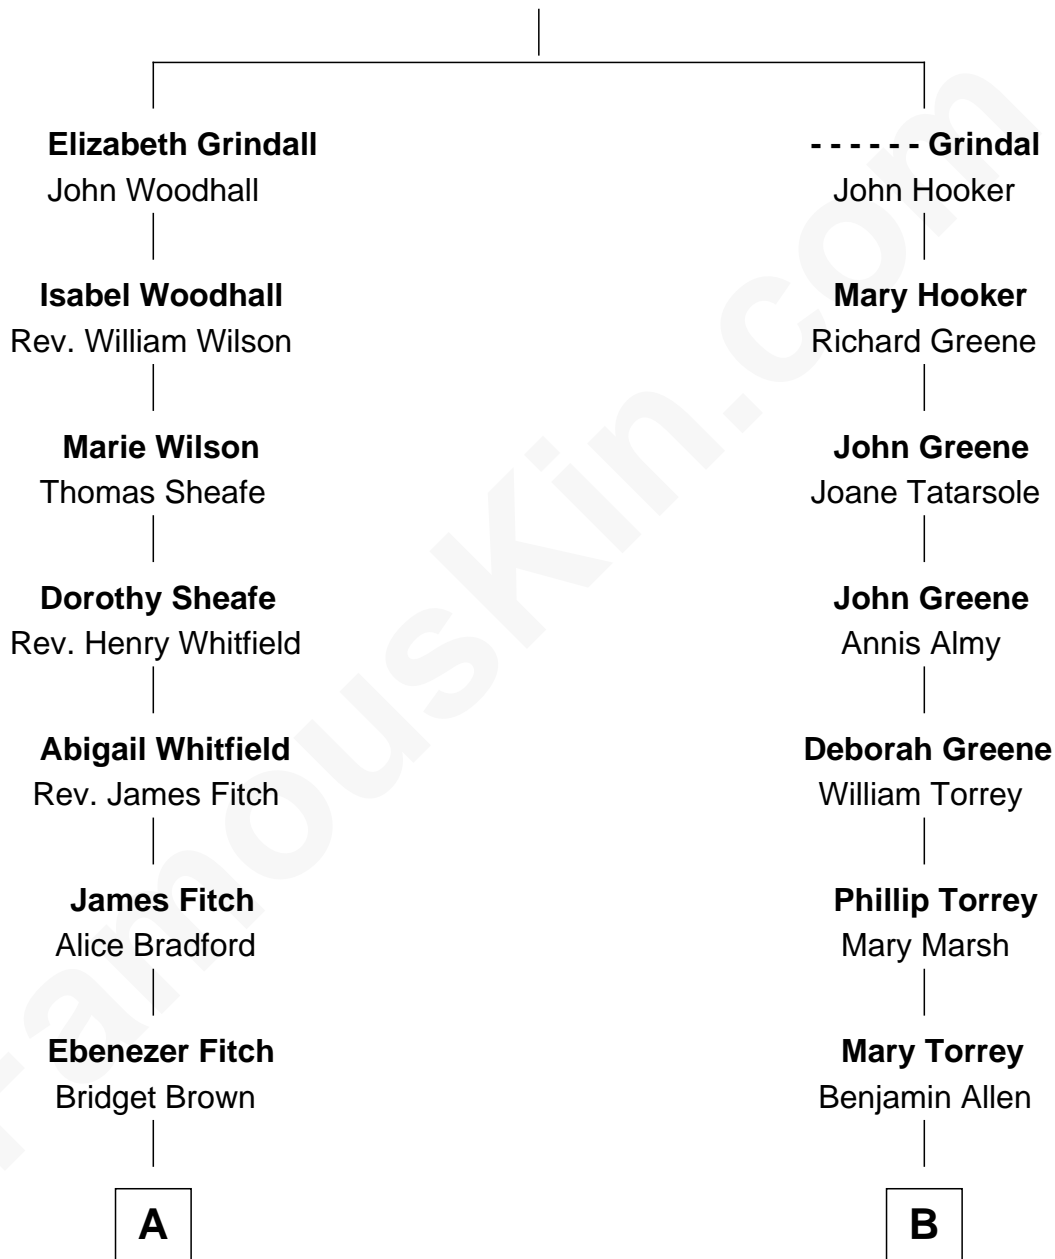 Elizabeth Grindall
John Woodhall
Isabel Woodhall
Rev. William Wilson
Marie Wilson
Thomas Sheafe
Dorothy Sheafe
Rev. Henry Whitfield
Abigail Whitfield
Rev. James Fitch
James Fitch
Alice Bradford
Ebenezer Fitch
Bridget Brown
A
- - - - - - Grindal
John Hooker
Mary Hooker
Richard Greene
John Greene
Joane Tatarsole
John Greene
Annis Almy
Deborah Greene
William Torrey
Phillip Torrey
Mary Marsh
Mary Torrey
Benjamin Allen
B
FamousKin.com